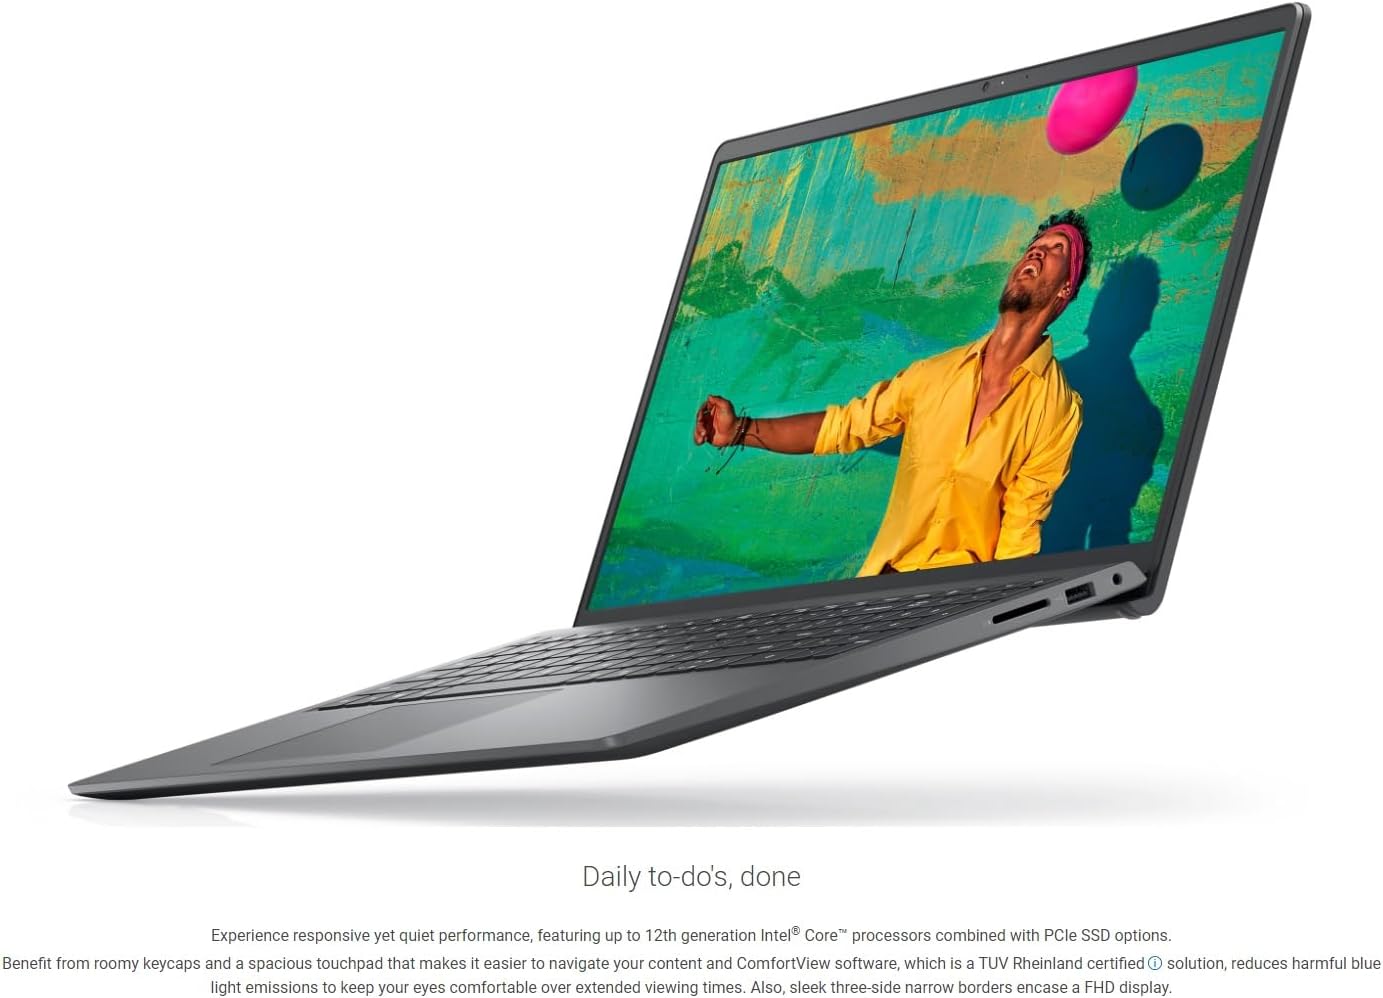 Daily to-do's, done
Experience responsive yet quiet performance, featuring up to 12th generation Intel® Core™ processors combined with PCIe SSD options.
Benefit from roomy keycaps and a spacious touchpad that makes it easier to navigate your content and ComfortView software, which is a TUV Rheinland certified ⓘ solution, reduces harmful blue
light emissions to keep your eyes comfortable over extended viewing times. Also, sleek three-side narrow borders encase a FHD display.